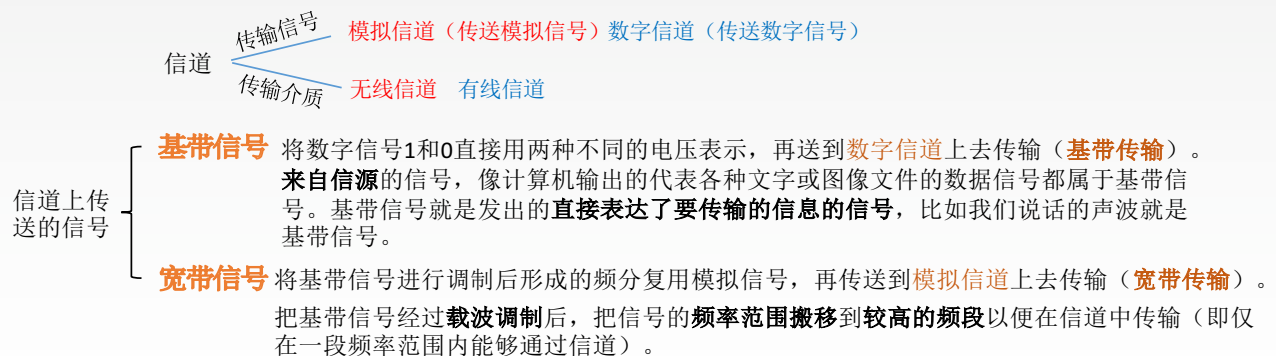 传输信号
模拟信道（传送模拟信号）数字信道（传送数字信号）
信道
传输介质
无线信道 有线信道
基带信号 将数字信号1和0直接用两种不同的电压表示，再送到数字信道上去传输（基带传输）。
来自信源的信号，像计算机输出的代表各种文字或图像文件的数据信号都属于基带信
号。基带信号就是发出的直接表达了要传输的信息的信号，比如我们说话的声波就是
基带信号。
信道上传
送的信号
宽带信号 将基带信号进行调制后形成的频分复用模拟信号，再传送到模拟信道上去传输（宽带传输）。
把基带信号经过载波调制后，把信号的频率范围搬移到较高的频段以便在信道中传输（即仅
在一段频率范围内能够通过信道）。